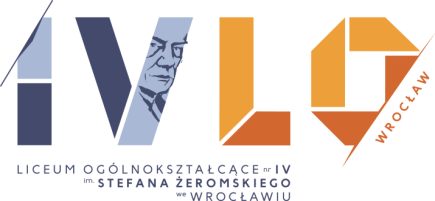 IV LO
WROCŁAW
LICEUM OGÓLNOKSZTAŁCĄCE nr IV
im. STEFANA ŻEROMSKIEGO
we WROCŁAWIU